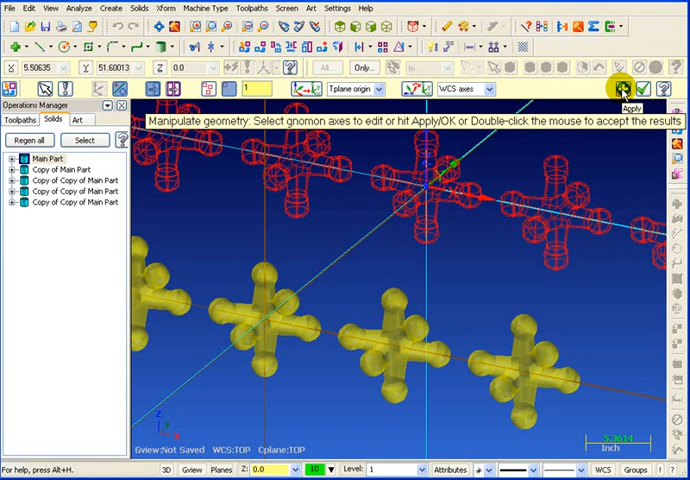 File Edit View Analyze Create Solids Xform Machine Type Toolpaths Screen Art Settings Help
All... Only... In
X 5.50635 Y 51.60013 Z 0.0
1 Tplane origin WCS axes
Operations Manager
Apply
Manipulate geometry: Select gnomon axes to edit or hit Apply/OK or Double-click the mouse to accept the results
Toolpaths Solids Art
Regen all Select
Main Part
Copy of Main Part
Copy of Copy of Main Part
Copy of Copy of Main Part
Copy of Copy of Main Part
Z
X
Gview:Not Saved WCS:TOP Cplane:TOP
5.3614
Inch
For help, press Alt+H. 3D Gview Planes Z: 0.0 10 Level: 1 Attributes WCS Groups ! ?